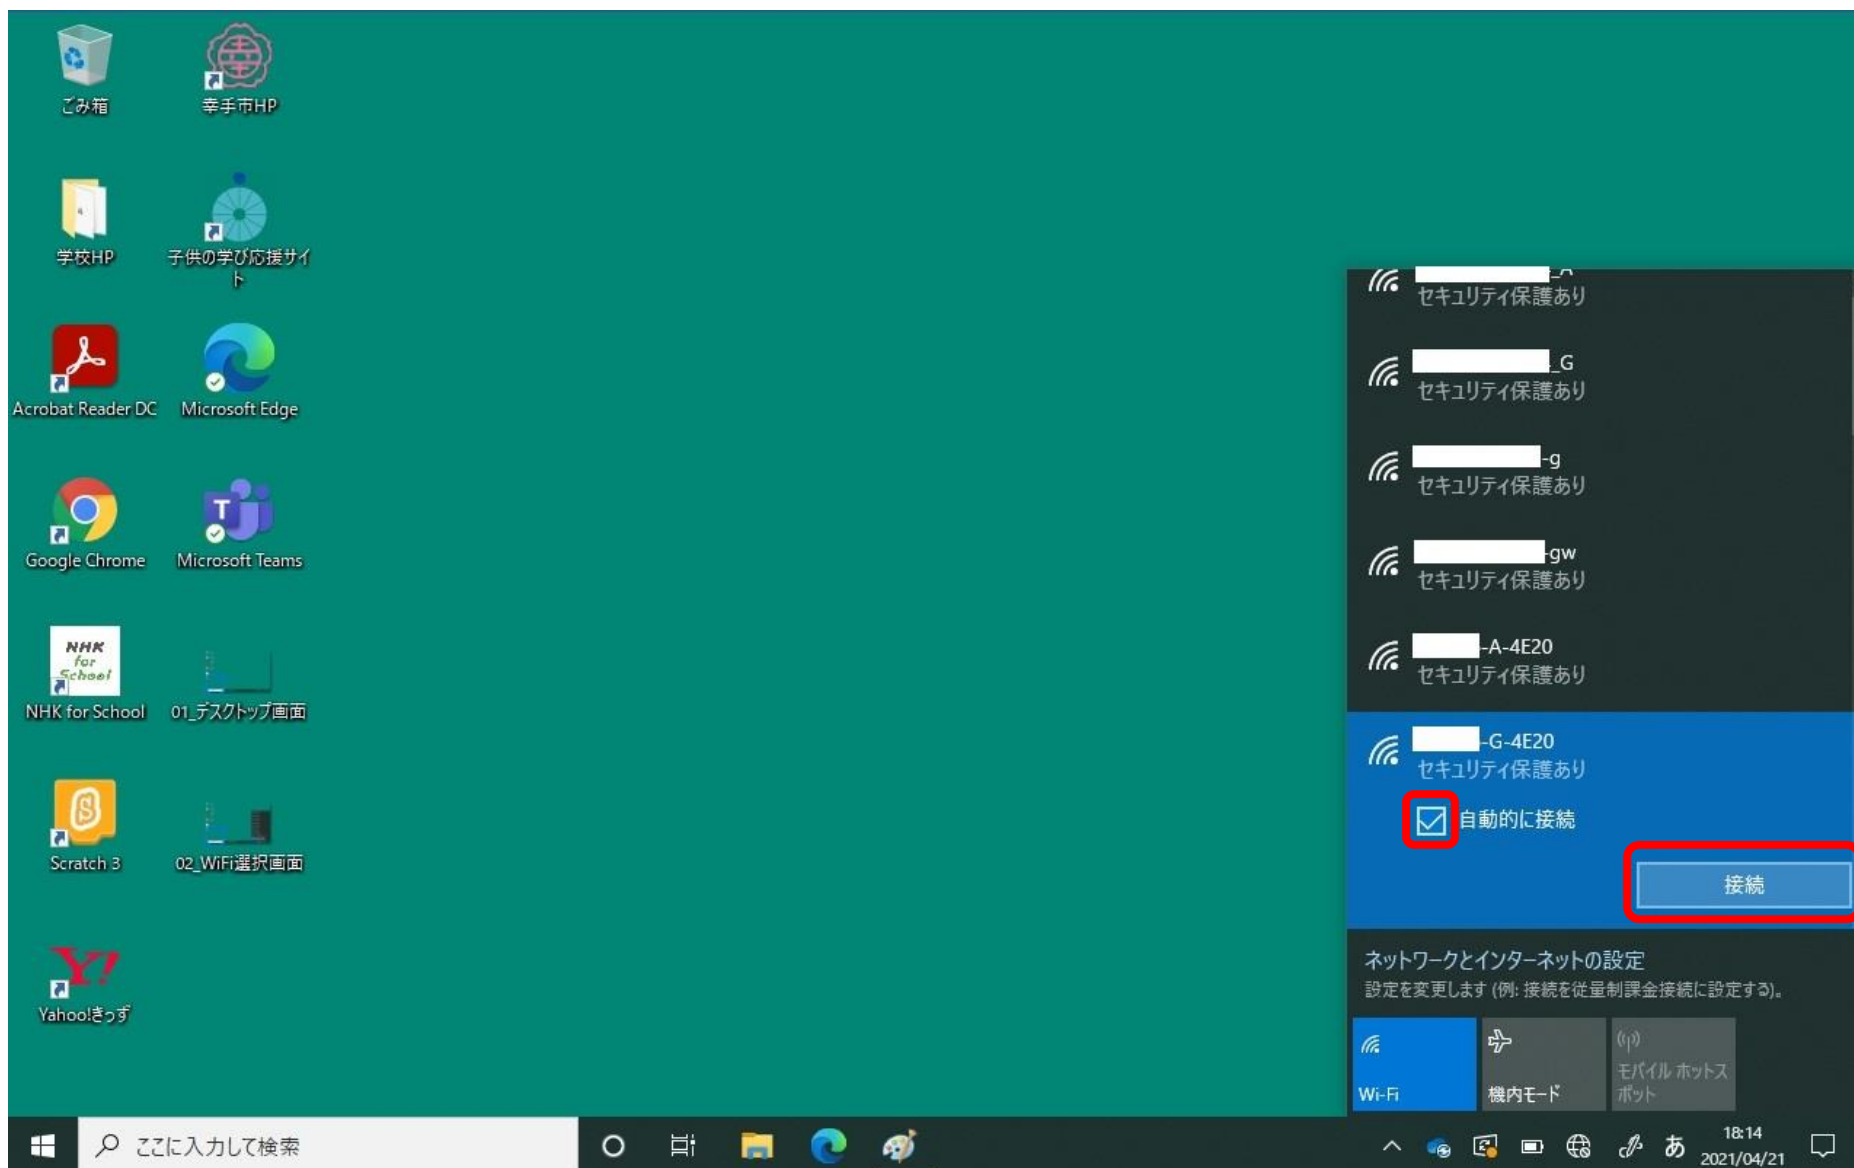 ごみ箱
幸手市HP
学校HP
子供の学び応援サイ
ト
Acrobat Reader DC
Microsoft Edge
Google Chrome
Microsoft Teams
NHK
for
School
NHK for School
01_デスクトップ画面
Scratch 3
02_WiFi選択画面
Yahoo!きっず
_A
セキュリティ保護あり
_G
セキュリティ保護あり
-g
セキュリティ保護あり
-gw
セキュリティ保護あり
-A-4E20
セキュリティ保護あり
-G-4E20
セキュリティ保護あり
自動的に接続
接続
ネットワークとインターネットの設定
設定を変更します (例: 接続を従量制課金接続に設定する)。
Wi-Fi
機内モード
モバイル ホットス
ポット
ここに入力して検索
あ
18:14
2021/04/21